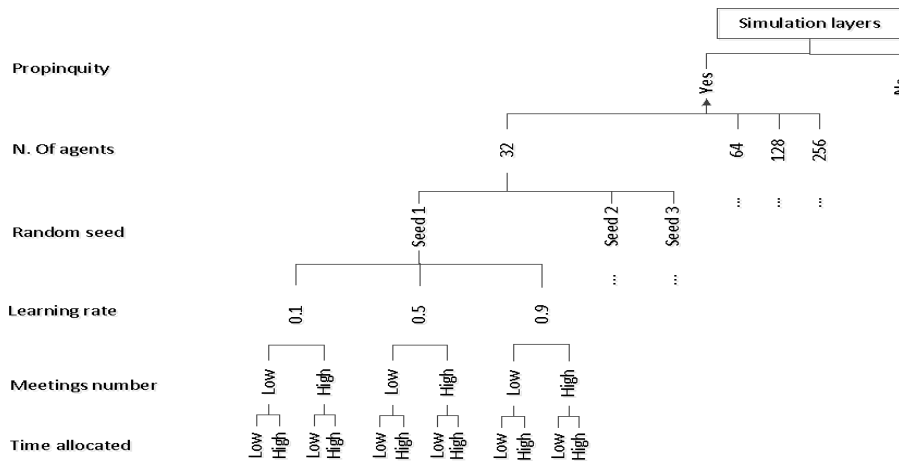 Simulation layers
Propinquity
Yes
N. Of agents
32
64
128
256
...
...
...
Random seed
Seed 1
Seed 2
Seed 3
...
...
Learning rate
0.1
0.5
0.9
Meetings number
Low
High
Low
High
Low
High
Time allocated
Low
High
Low
High
Low
High
Low
High
Low
High
Low
High